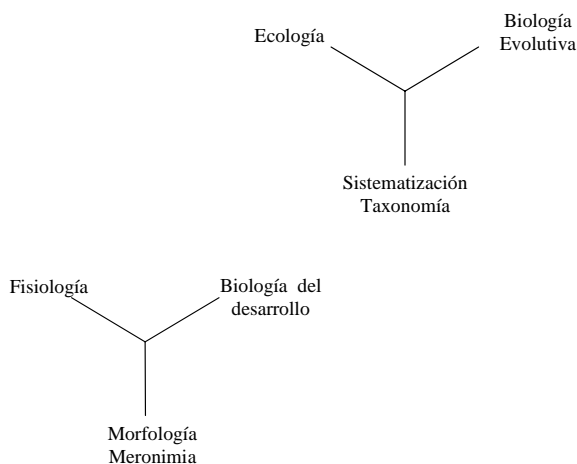 Ecología
Biología
Evolutiva
Sistematización
Taxonomía
Fisiología
Biología del
desarrollo
Morfología
Meronimia